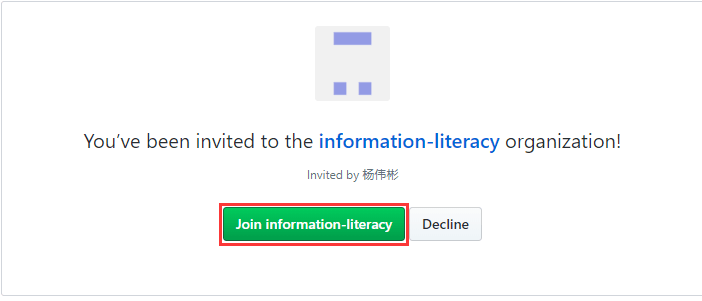 You’ve been invited to the information-literacy organization!
Invited by 杨伟彬
Join information-literacy Decline